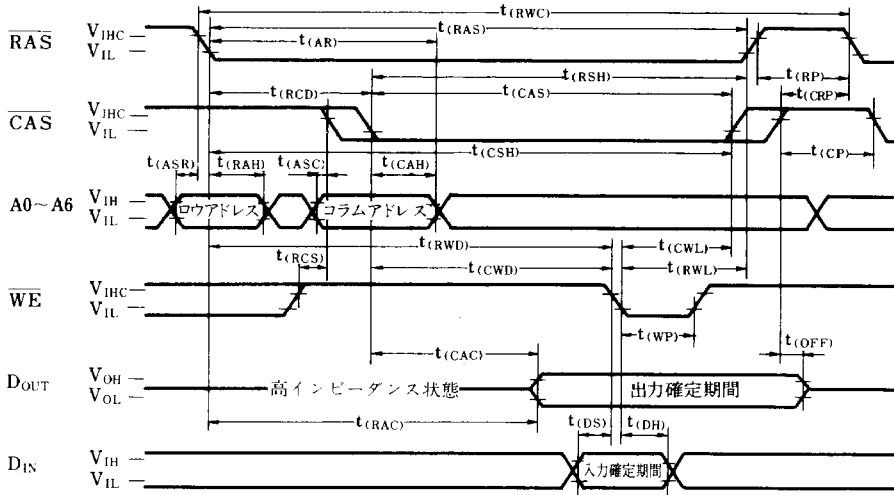 t(RWC)
RAS
VIHC
VIL
t(RAS)
t(AR)
t(RSH)
t(RP)
CAS
VIHC
VIL
t(RCD)
t(CAS)
t(CRP)
t(CSH)
t(CP)
t(ASR)
t(RAH)
t(ASC)
t(CAH)
A0~A6
VIH
VIL
ロウアドレス
コラムアドレス
t(RWD)
t(CWL)
t(RCS)
t(CWD)
t(RWL)
WE
VIHC
VIL
t(WP)
t(OFF)
t(CAC)
DOUT
VOH
VOL
高インピーダンス状態
出力確定期間
t(RAC)
t(DS)
t(DH)
DIN
VIH
VIL
入力確定期間